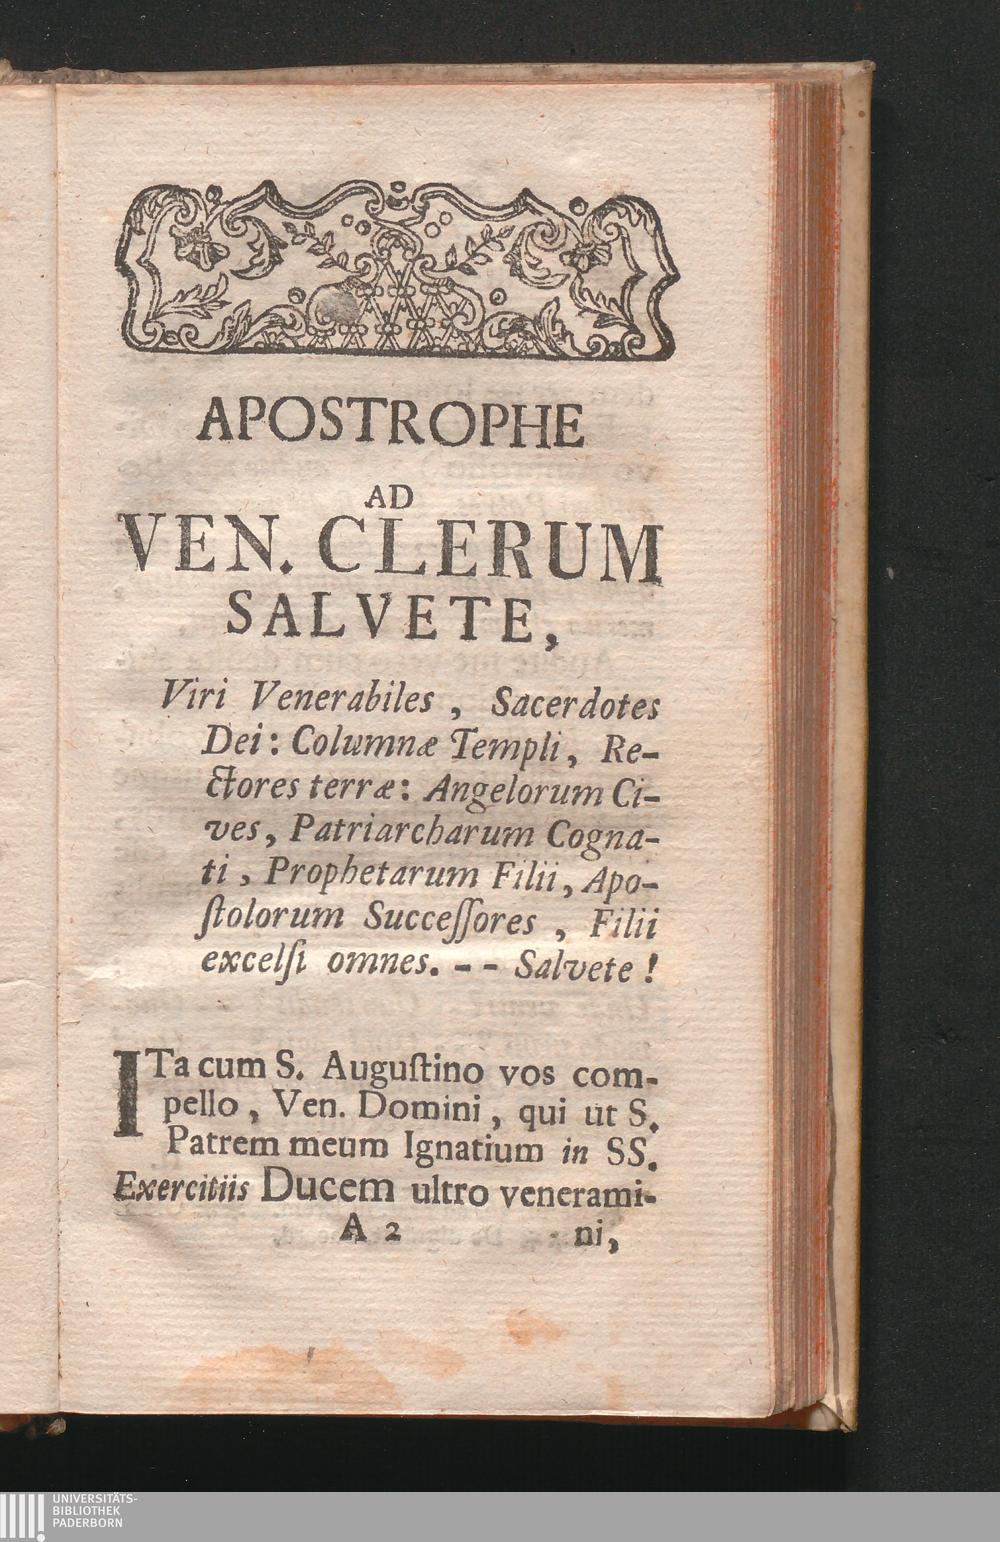 APOSTROPHE
AD
VEN. CLERUM
SALVETE,
Viri Venerabiles, Sacerdotes
Dei: Columnæ Templi, Re-
ctores terræ: Angelorum Ci-
ves, Patriarcharum Cogna-
ti, Prophetarum Filii, Apo-
ſtolorum Succeſſores, Filii
excelſi omnes. - - Salvete!
ITa cum S. Auguſtino vos com-
pello, Ven. Domini, qui ut S.
Patrem meum Ignatium in SS.
Exercitiis Ducem ultro venerami-
A 2 ni,
UNIVERSITÄTS-
BIBLIOTHEK
PADERBORN